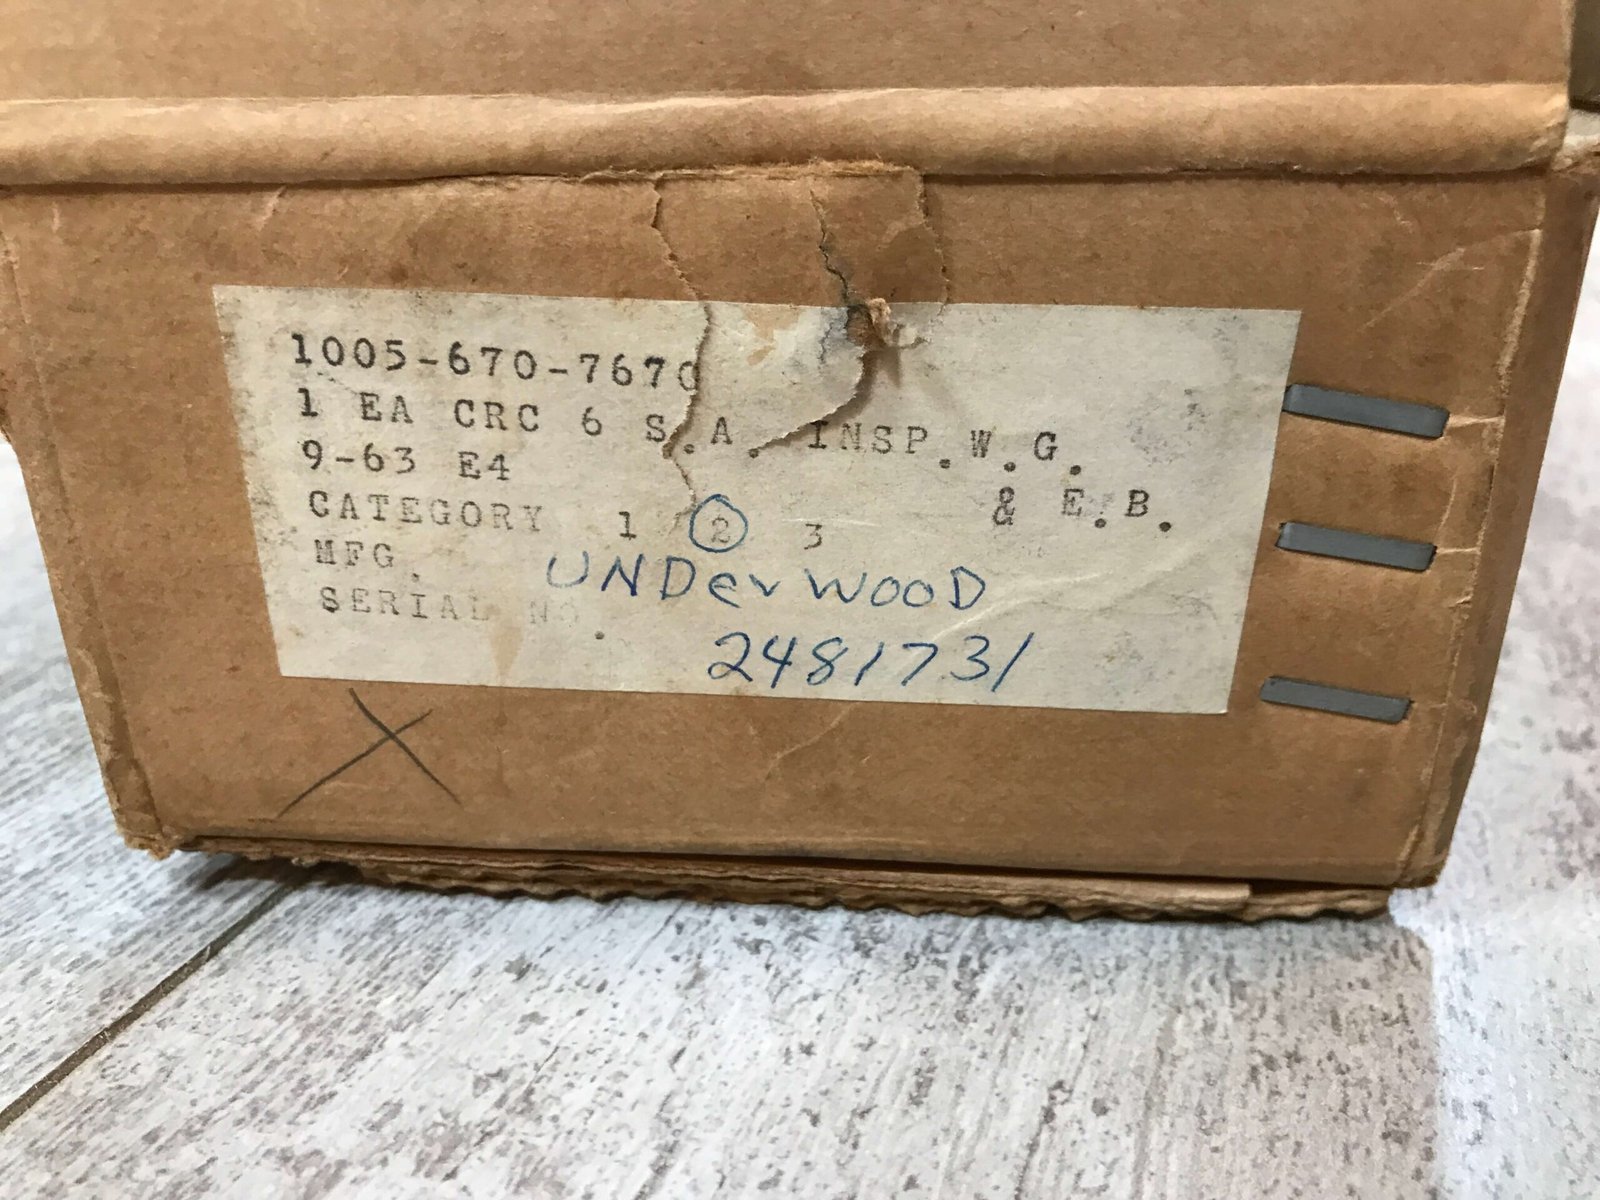 1005-670-7670
1 EA CRC 6 S.A. INSP.W.G.
9-63 E4 & E.B.
CATEGORY 1 2 3
MFG. UNDerWOOD
SERIAL NO. 2481731
X